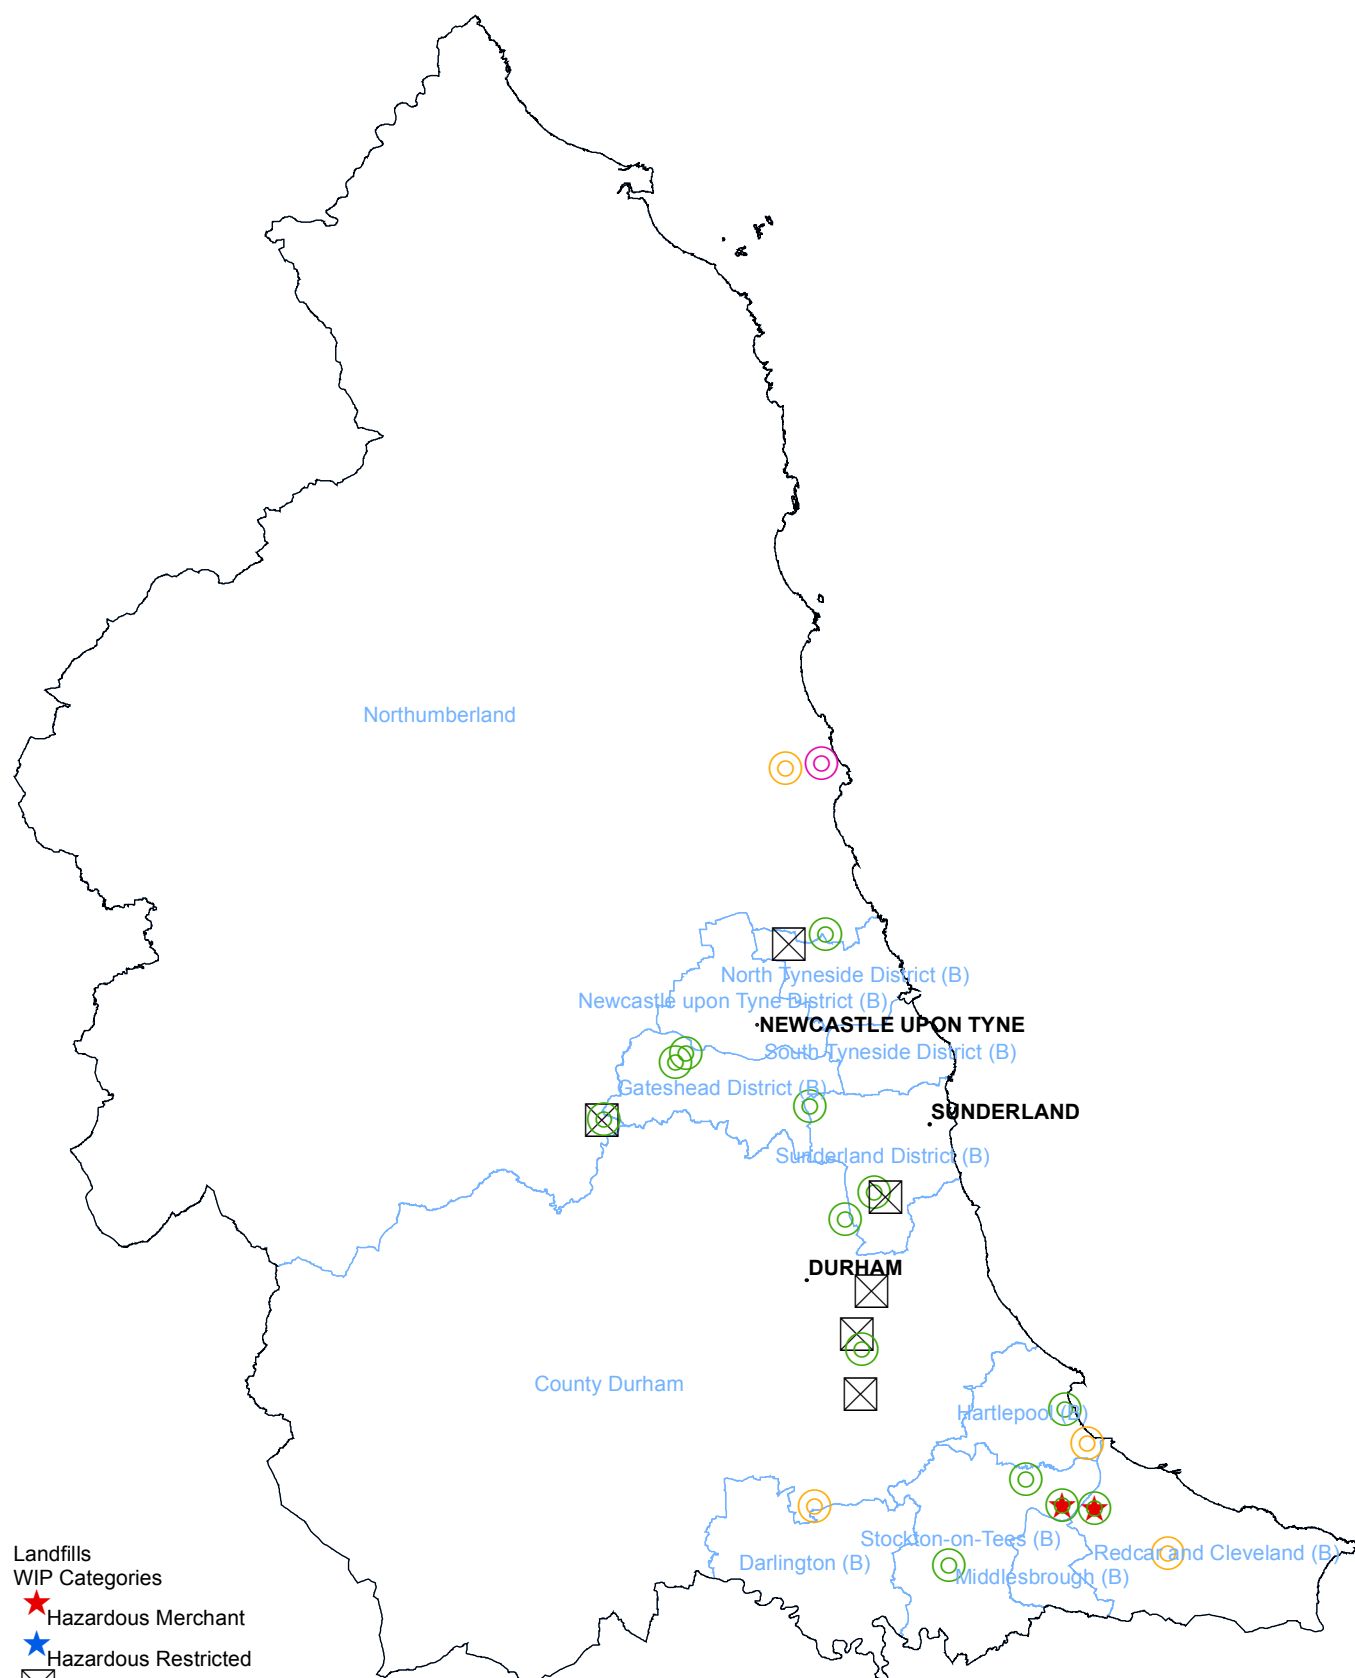 Northumberland
North Tyneside District (B)
Newcastle upon Tyne District (B)
NEWCASTLE UPON TYNE
South Tyneside District (B)
Gateshead District (B)
SUNDERLAND
Sunderland District (B)
DURHAM
County Durham
Hartlepool (B)
Stockton-on-Tees (B)
Redcar and Cleveland (B)
Darlington (B)
Middlesbrough (B)
Landfills
WIP Categories
Hazardous Merchant
Hazardous Restricted